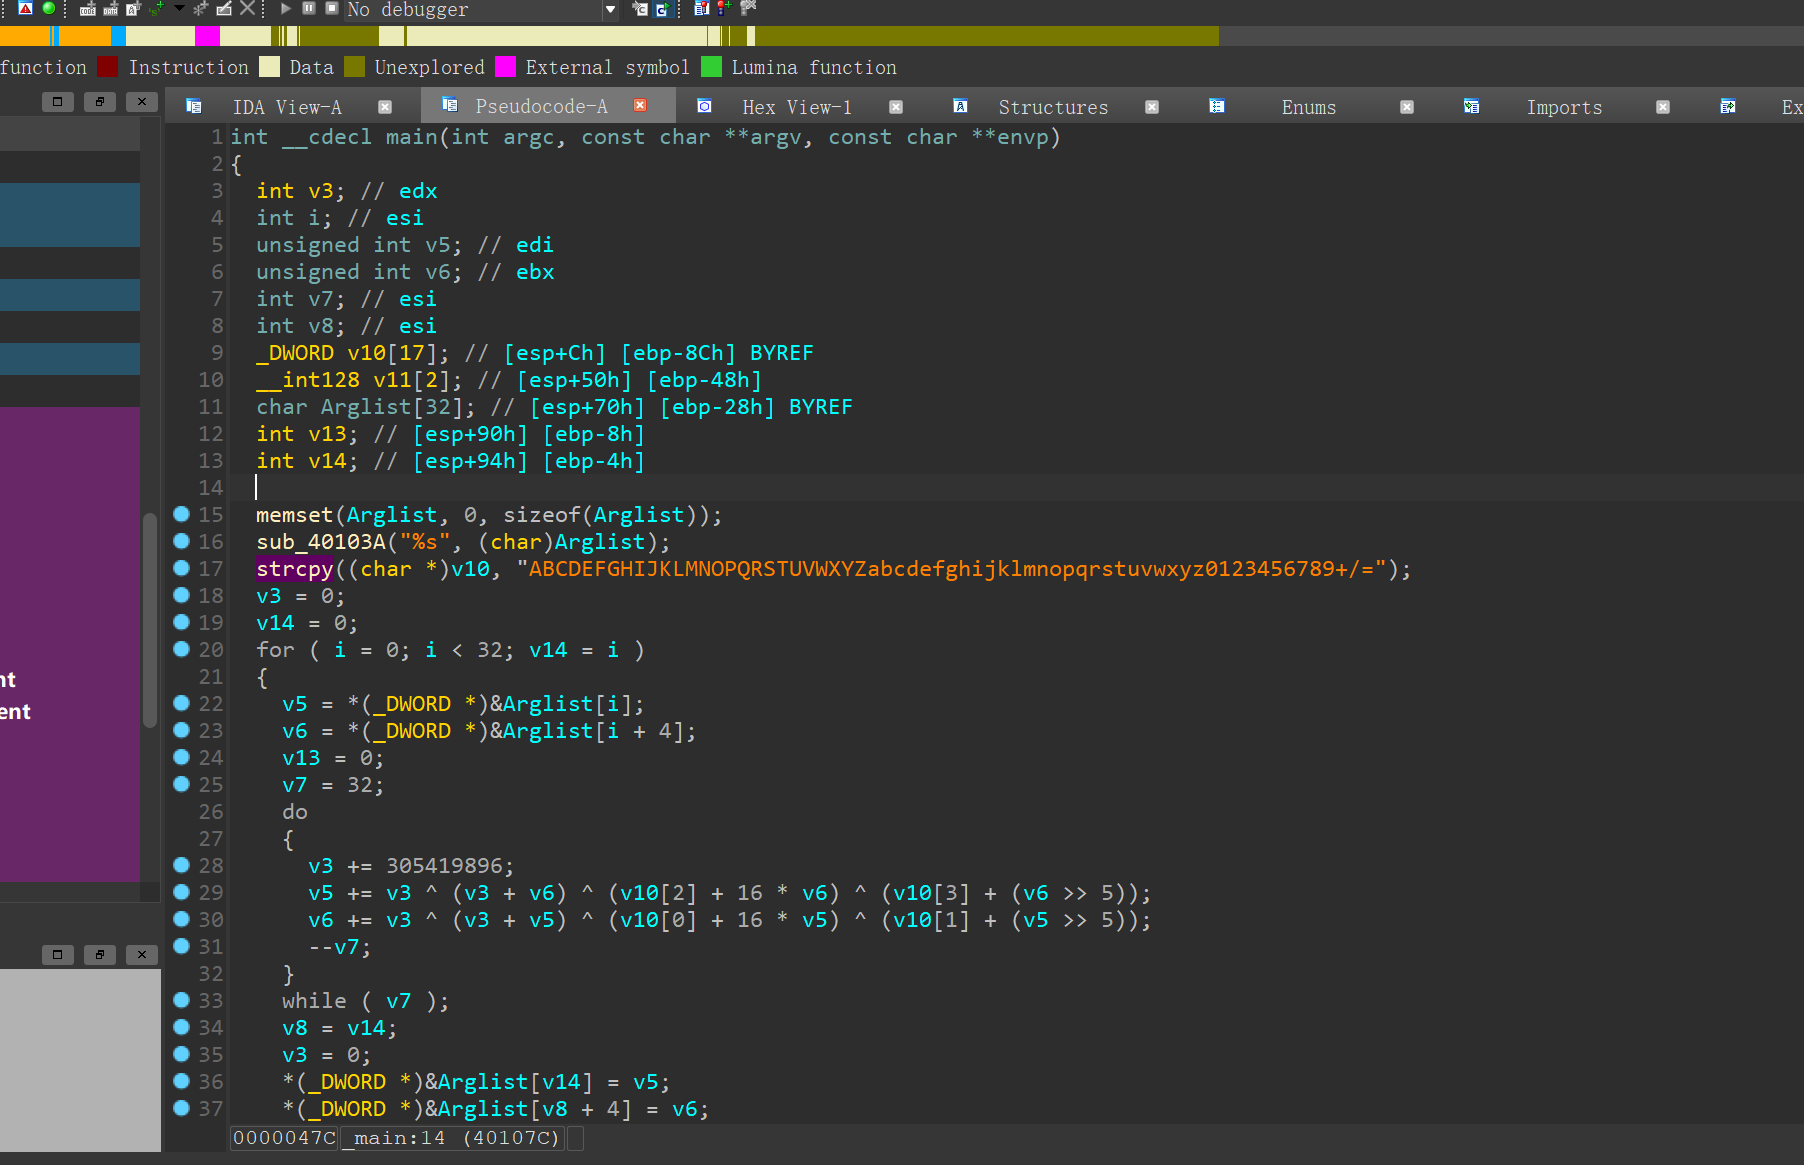 No debugger
function Instruction Data Unexplored External symbol Lumina function
IDA View-A Pseudocode-A Hex View-1 Structures Enums Imports Ex
1 int __cdecl main(int argc, const char **argv, const char **envp)
2 {
3 int v3; // edx
4 int i; // esi
5 unsigned int v5; // edi
6 unsigned int v6; // ebx
7 int v7; // esi
8 int v8; // esi
9 _DWORD v10[17]; // [esp+Ch] [ebp-8Ch] BYREF
10 __int128 v11[2]; // [esp+50h] [ebp-48h]
11 char Arglist[32]; // [esp+70h] [ebp-28h] BYREF
12 int v13; // [esp+90h] [ebp-8h]
13 int v14; // [esp+94h] [ebp-4h]
14
15 memset(Arglist, 0, sizeof(Arglist));
16 sub_40103A("%s", (char)Arglist);
17 strcpy((char *)v10, "ABCDEFGHIJKLMNOPQRSTUVWXYZabcdefghijklmnopqrstuvwxyz0123456789+/=");
18 v3 = 0;
19 v14 = 0;
20 for ( i = 0; i < 32; v14 = i )
21 {
22 v5 = *(_DWORD *)&Arglist[i];
23 v6 = *(_DWORD *)&Arglist[i + 4];
24 v13 = 0;
25 v7 = 32;
26 do
27 {
28 v3 += 305419896;
29 v5 += v3 ^ (v3 + v6) ^ (v10[2] + 16 * v6) ^ (v10[3] + (v6 >> 5));
30 v6 += v3 ^ (v3 + v5) ^ (v10[0] + 16 * v5) ^ (v10[1] + (v5 >> 5));
31 --v7;
32 }
33 while ( v7 );
34 v8 = v14;
35 v3 = 0;
36 *(_DWORD *)&Arglist[v14] = v5;
37 *(_DWORD *)&Arglist[v8 + 4] = v6;
nt
ent
0000047C _main:14 (40107C)